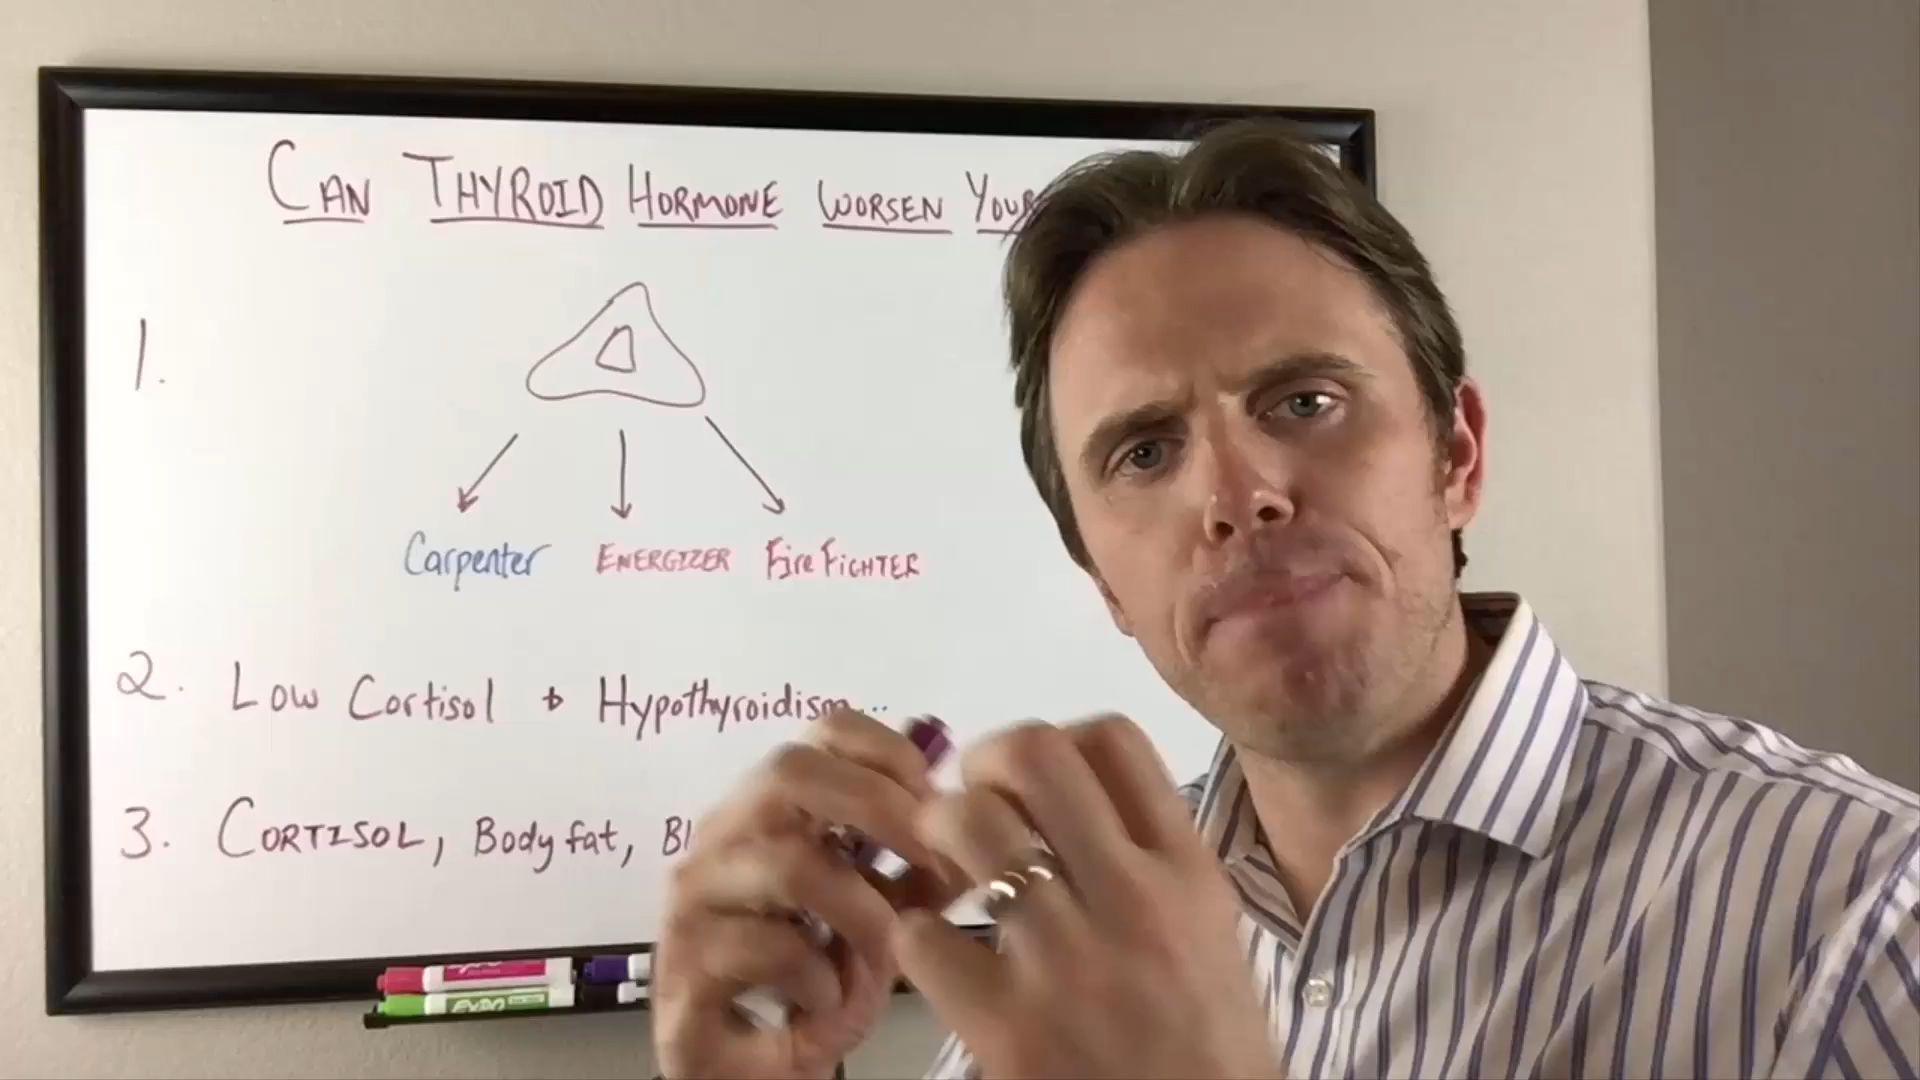 CAN THYROID HORMONE WORSEN YOUR
1.
Carpenter ENERGIZER FireFIGHTER
2. Low Cortisol + Hypothyroidism...
3. CORTISOL, Body fat, Bl
EXPO
EXPO